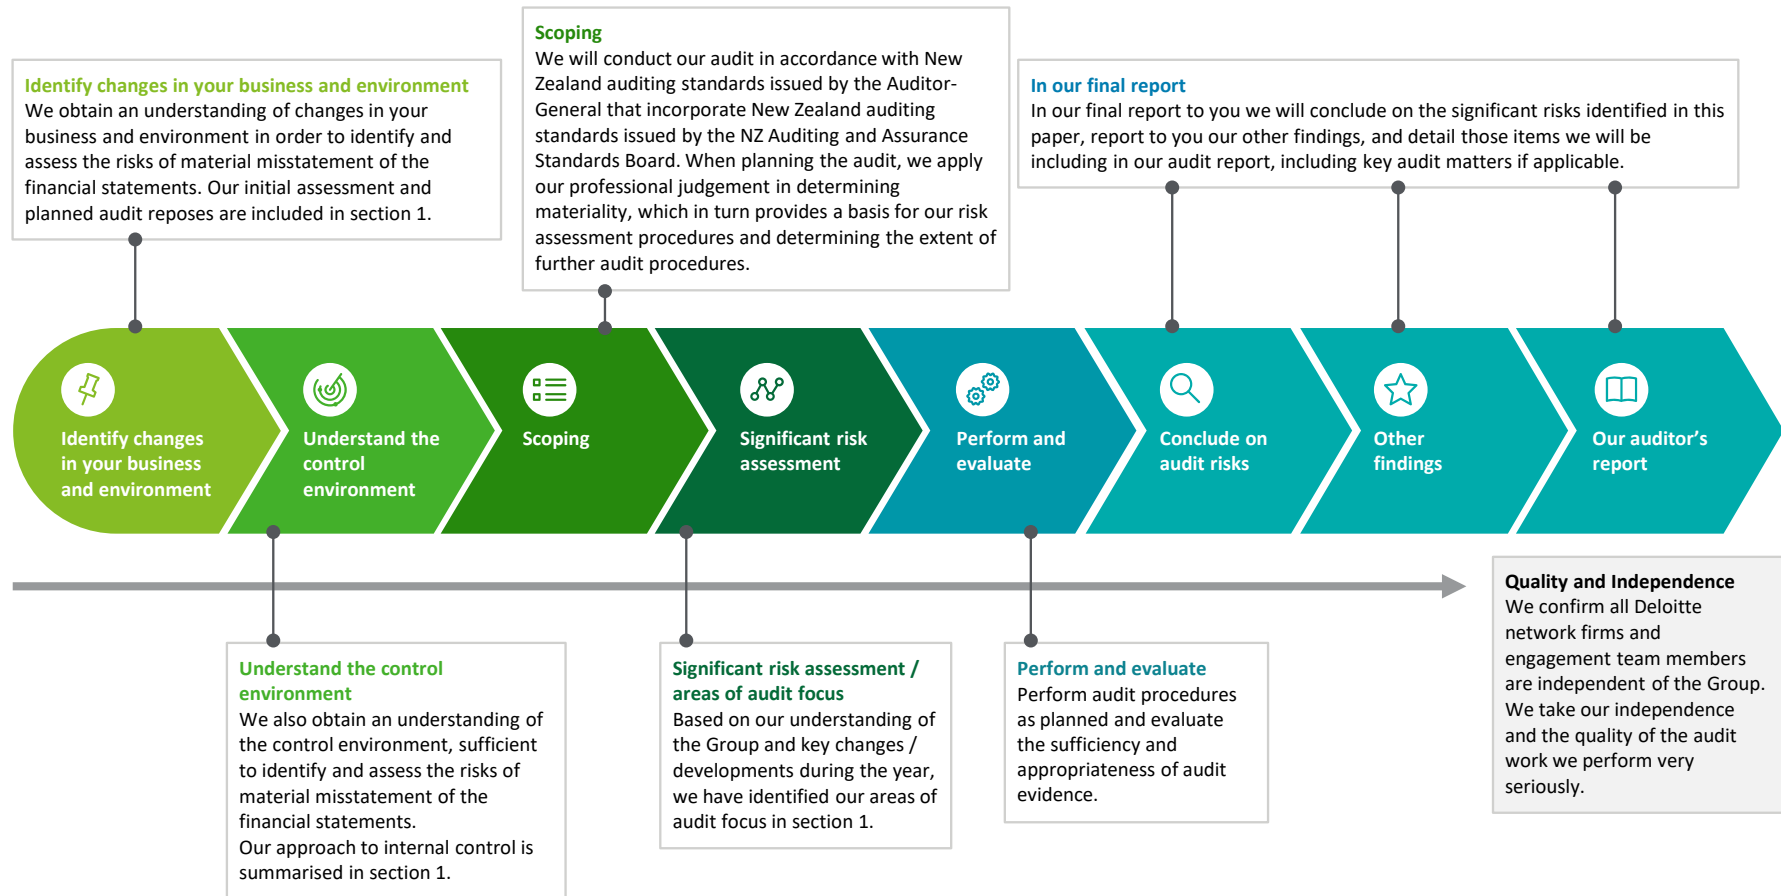 Identify changes in your business and environment
We obtain an understanding of changes in your
business and environment in order to identify and
assess the risks of material misstatement of the
financial statements. Our initial assessment and
planned audit reposes are included in section 1.
Scoping
We will conduct our audit in accordance with New
Zealand auditing standards issued by the Auditor-
General that incorporate New Zealand auditing
standards issued by the NZ Auditing and Assurance
Standards Board. When planning the audit, we apply
our professional judgement in determining
materiality, which in turn provides a basis for our risk
assessment procedures and determining the extent of
further audit procedures.
In our final report
In our final report to you we will conclude on the significant risks identified in this
paper, report to you our other findings, and detail those items we will be
including in our audit report, including key audit matters if applicable.
Identify changes
in your business
and environment
Understand the
control
environment
Scoping
Significant risk
assessment
Perform and
evaluate
Conclude on
audit risks
Other
findings
Our auditor's
report
Understand the control
environment
We also obtain an understanding of
the control environment, sufficient
to identify and assess the risks of
material misstatement of the
financial statements.
Our approach to internal control is
summarised in section 1.
Significant risk assessment /
areas of audit focus
Based on our understanding of
the Group and key changes /
developments during the year,
we have identified our areas of
audit focus in section 1.
Perform and evaluate
Perform audit procedures
as planned and evaluate
the sufficiency and
appropriateness of audit
evidence.
Quality and Independence
We confirm all Deloitte
network firms and
engagement team members
are independent of the Group.
We take our independence
and the quality of the audit
work we perform very
seriously.